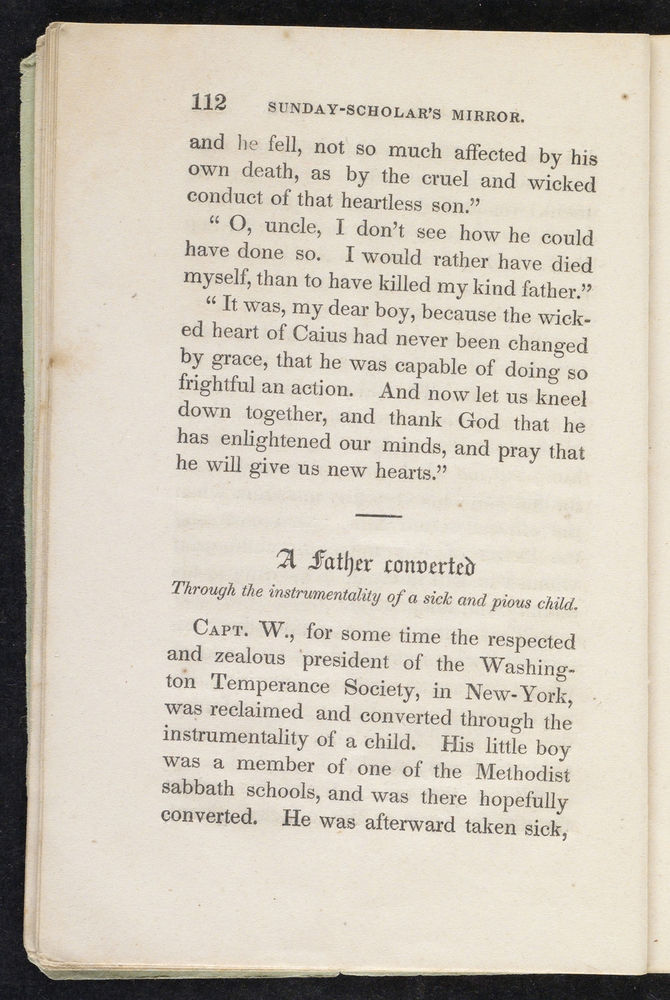 112 SUNDAY-SCHOLAR'S MIRROR.
and he fell, not so much affected by his
own death, as by the cruel and wicked
conduct of that heartless son."
" O, uncle, I don't see how he could
have done so. I would rather have died
myself, than to have killed my kind father."
" It was, my dear boy, because the wick-
ed heart of Caius had never been changed
by grace, that he was capable of doing so
frightful an action. And now let us kneel
down together, and thank God that he
has enlightened our minds, and pray that
he will give us new hearts."
A Father converted
Through the instrumentality of a sick and pious child.
CAPT. W., for some time the respected
and zealous president of the Washing-
ton Temperance Society, in New-York,
was reclaimed and converted through the
instrumentality of a child. His little boy
was a member of one of the Methodist
sabbath schools, and was there hopefully
converted. He was afterward taken sick,